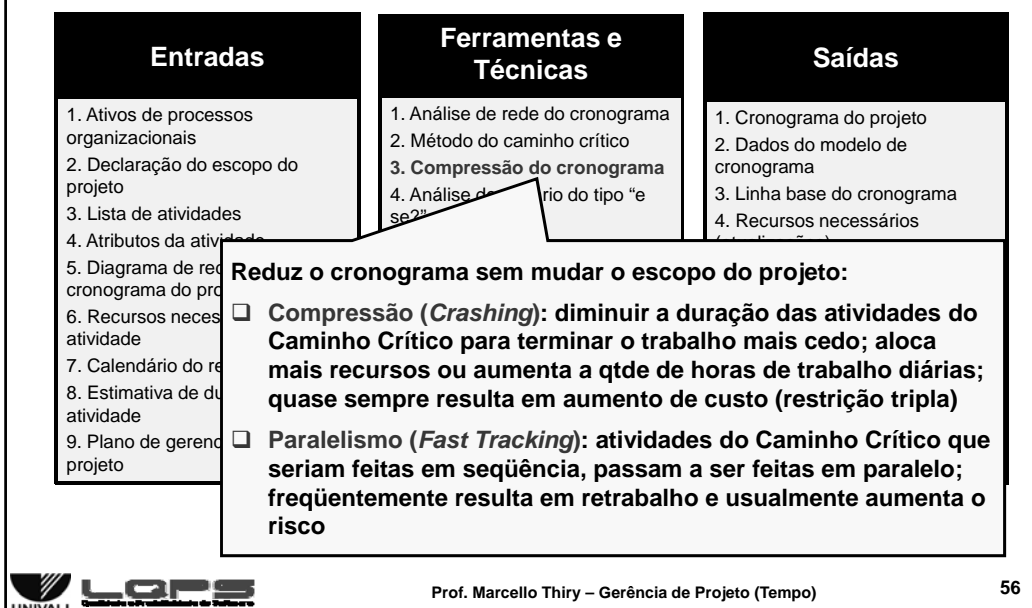 Entradas
Ferramentas e
Técnicas
Saídas
1. Ativos de processos
organizacionais
2. Declaração do escopo do
projeto
3. Lista de atividades
4. Atributos da atividade
5. Diagrama de
cronograma do
6. Recursos
atividade
7. Calendário do
8. Estimativa de
atividade
9. Plano de
projeto
1. Análise de rede do cronograma
2. Método do caminho crítico
3. Compressão do cronograma
4. Análise do tipo “e
se?”
1. Cronograma do projeto
2. Dados do modelo de
cronograma
3. Linha base do cronograma
4. Recursos necessários
Reduz o cronograma sem mudar o escopo do projeto:
❑ Compressão (Crashing): diminuir a duração das atividades do
Caminho Crítico para terminar o trabalho mais cedo; aloca
mais recursos ou aumenta a qtde de horas de trabalho diárias;
quase sempre resulta em aumento de custo (restrição tripla)
❑ Paralelismo (Fast Tracking): atividades do Caminho Crítico que
seriam feitas em seqüência, passam a ser feitas em paralelo;
freqüentemente resulta em retrabalho e usualmente aumenta o
risco
UNIVALI
LQPS
Qualidade e Produtividade de Software
Prof. Marcello Thiry – Gerência de Projeto (Tempo)
56